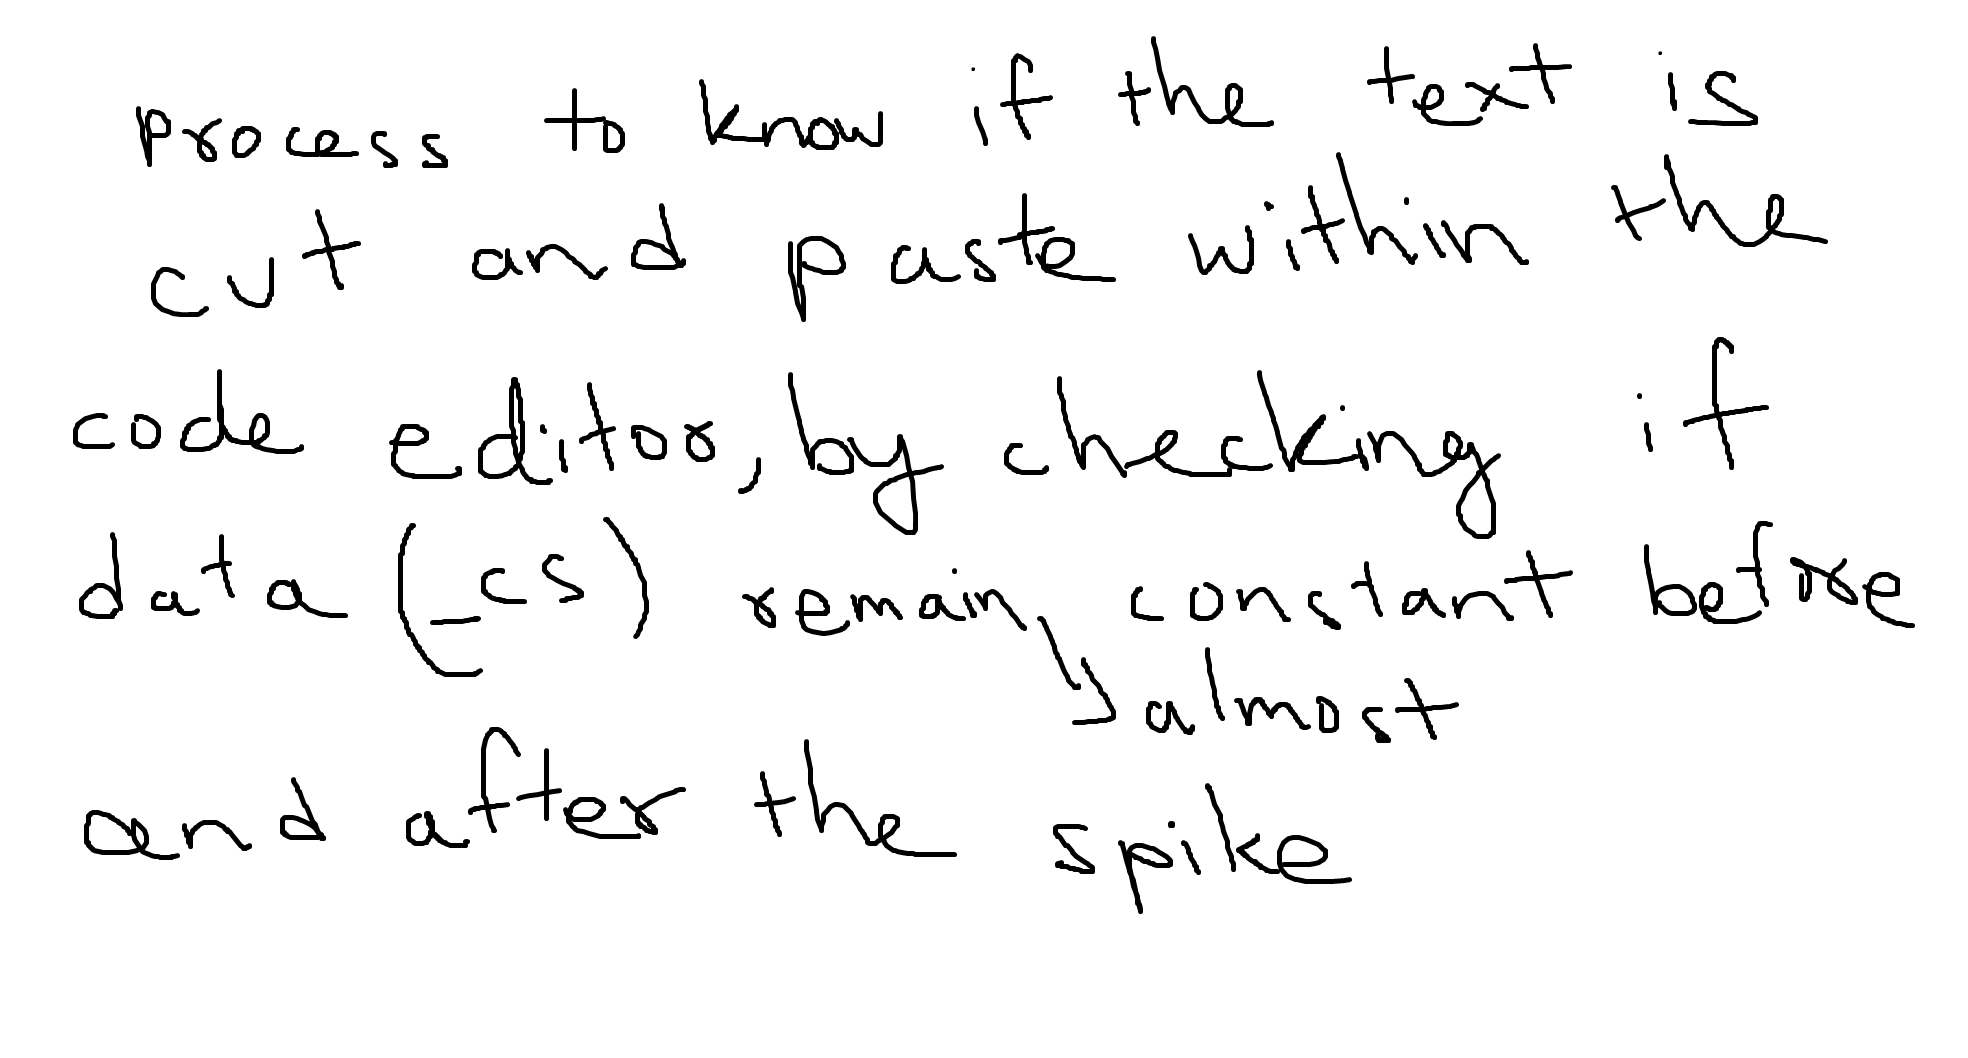 process to know if the text is
cut and paste within the
code editor, by checking if
data (_cs) remain constant before
almost
and after the spike